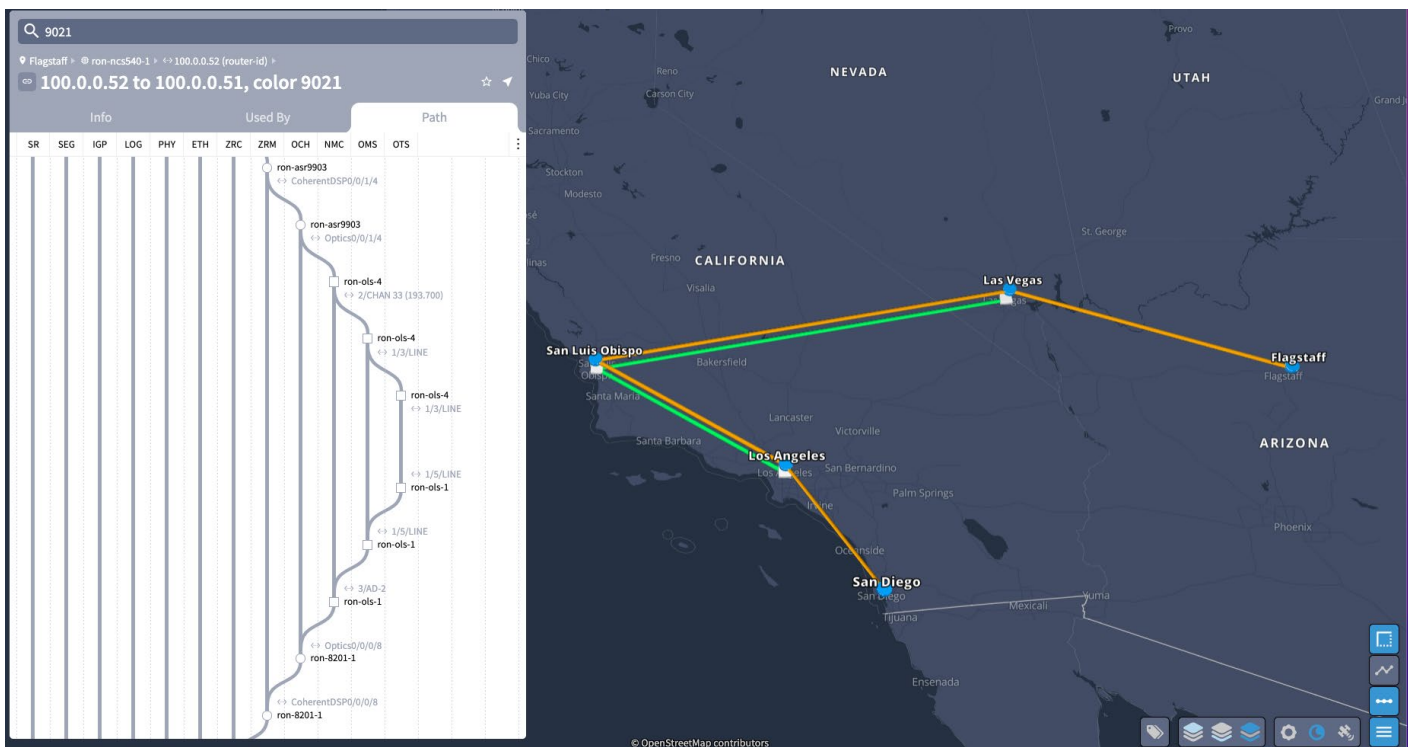 9021
Flagstaff ▸ ron-ncs540-1 ▸ ↔ 100.0.0.52 (router-id) ▸
100.0.0.52 to 100.0.0.51, color 9021
Info Used By Path
SR SEG IGP LOG PHY ETH ZRC ZRM OCH NMC OMS OTS
ron-asr9903
↔ CoherentDSP0/0/1/4
ron-asr9903
↔ Optics0/0/1/4
ron-ols-4
↔ 2/CHAN 33 (193.700)
ron-ols-4
↔ 1/3/LINE
ron-ols-4
↔ 1/3/LINE
↔ 1/5/LINE
ron-ols-1
↔ 1/5/LINE
ron-ols-1
↔ 3/AD-2
ron-ols-1
↔ Optics0/0/0/8
ron-8201-1
↔ CoherentDSP0/0/0/8
ron-8201-1
Provo
Chico
Reno
NEVADA
UTAH
Yuba City
Carson City
Grand
Sacramento
Stockton
Modesto
St. George
Fresno
CALIFORNIA
Visalia
Las Vegas
San Luis Obispo
Bakersfield
Flagstaff
Flagstaff
Santa Maria
Lancaster
Victorville
Santa Barbara
ARIZONA
Los Angeles
San Bernardino
Palm Springs
Irvine
Phoenix
Oceanside
San Diego
San Diego
Yuma
Mexicali
Tijuana
Ensenada
© OpenStreetMap contributors